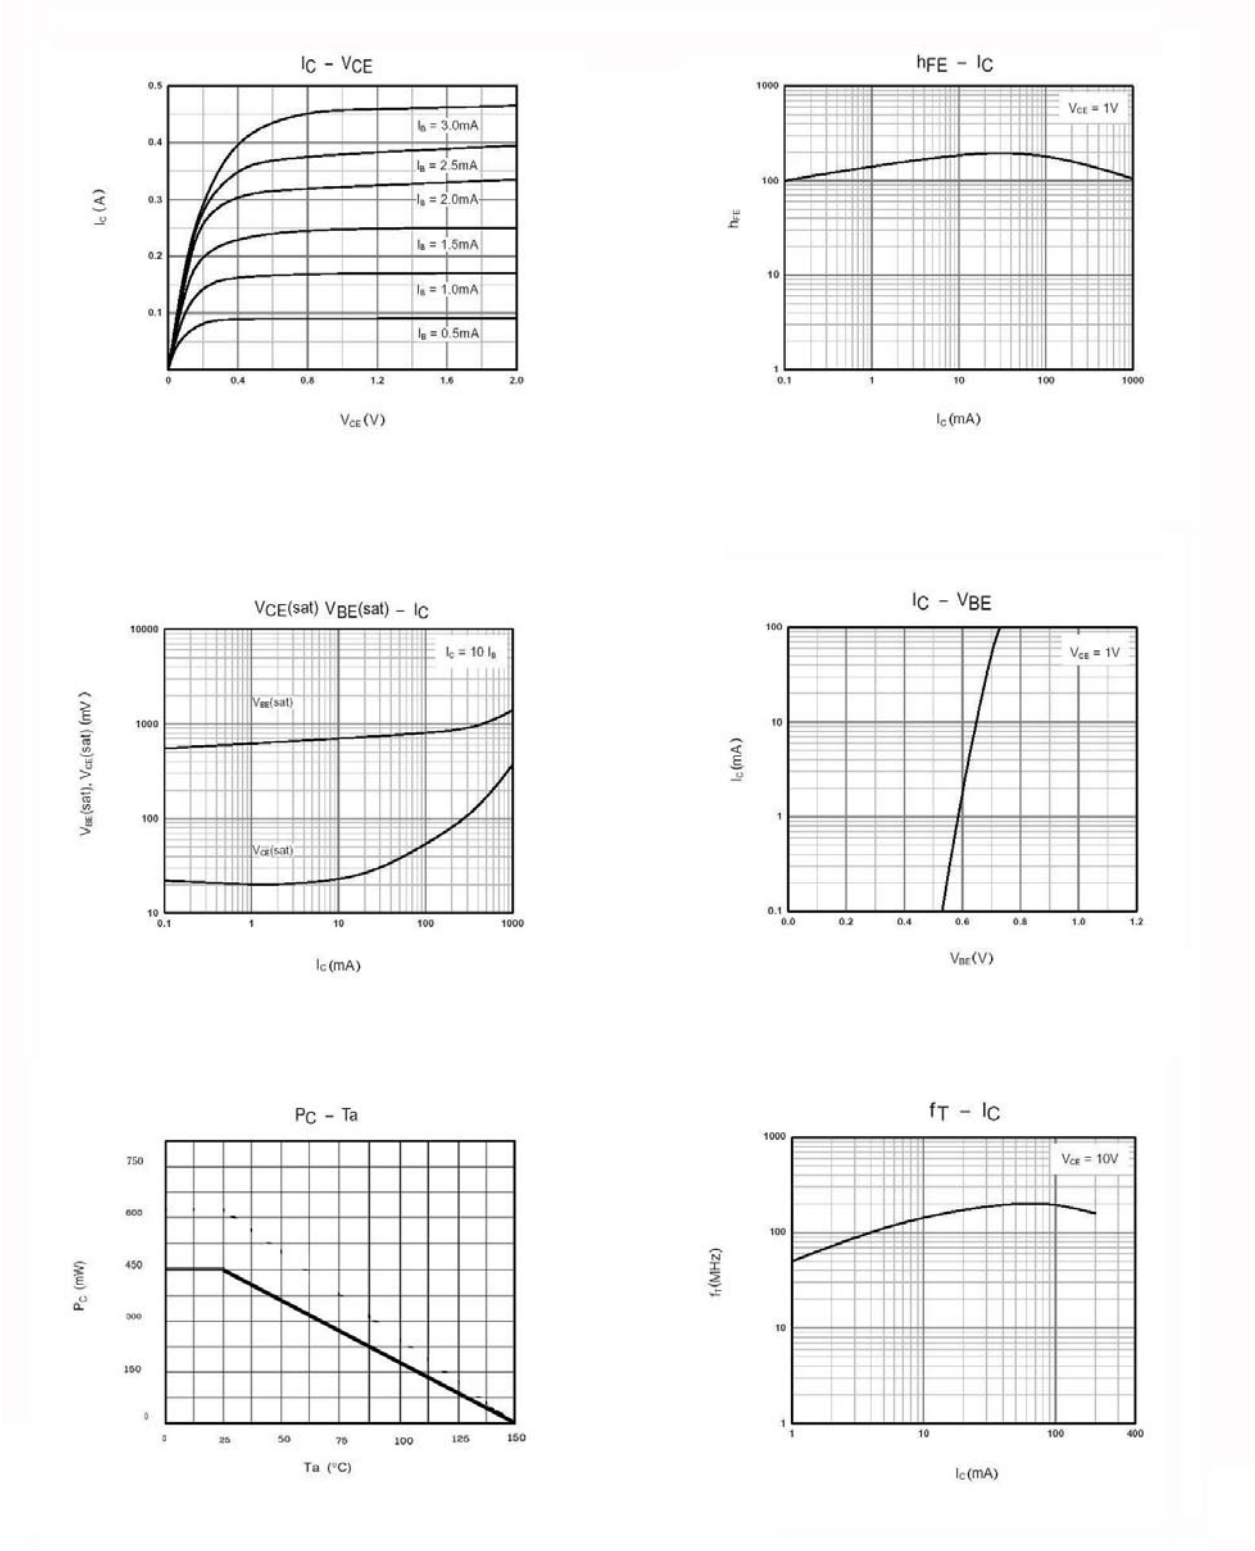 IC – VCE
0.5
0.4
0.3
0.2
0.1
IC (A)
IB = 3.0mA
IB = 2.5mA
IB = 2.0mA
IB = 1.5mA
IB = 1.0mA
IB = 0.5mA
0 0.4 0.8 1.2 1.6 2.0
VCE (V)
hFE – IC
1000
100
10
1
hFE
VCE = 1V
0.1 1 10 100 1000
IC (mA)
VCE(sat) VBE(sat) – IC
10000
1000
100
10
VBE(sat), VCE(sat) (mV)
IC = 10 IB
VBE(sat)
VCE(sat)
0.1 1 10 100 1000
IC (mA)
IC – VBE
100
10
1
0.1
IC (mA)
VCE = 1V
0.0 0.2 0.4 0.6 0.8 1.0 1.2
VBE (V)
PC – Ta
750
600
450
300
150
0
PC (mW)
0 25 50 75 100 125 150
Ta (°C)
fT – IC
1000
100
10
1
fT (MHz)
VCE = 10V
1 10 100 400
IC (mA)